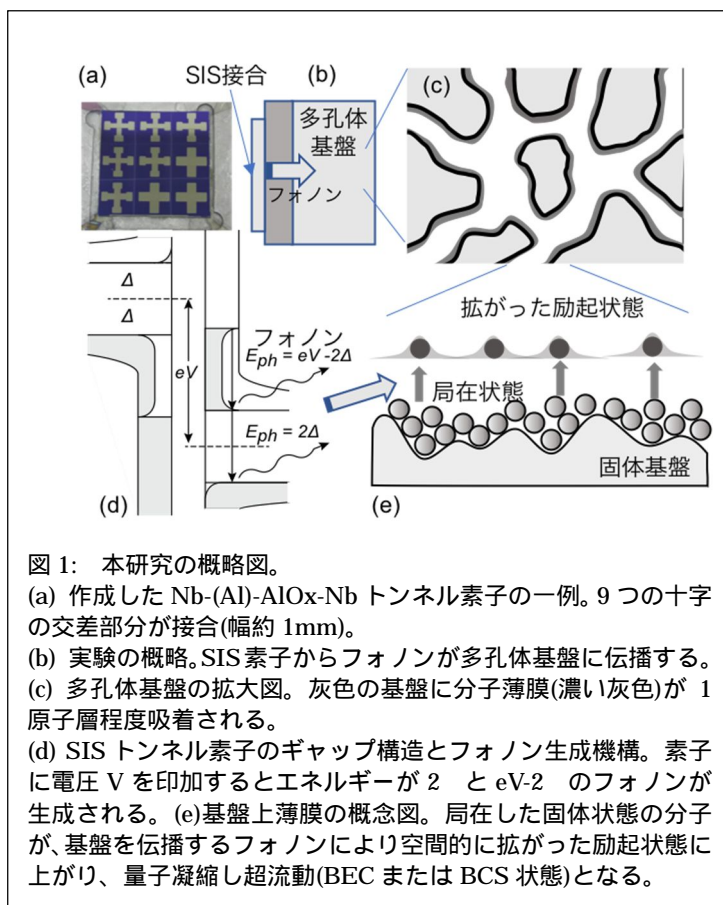 (a)
SIS接合
(b)
多孔体
基盤
フォノン
(c)
Δ
Δ
eV
フォノン
Eph = eV -2Δ
Eph = 2Δ
(d)
拡がった励起状態
局在状態
固体基盤
(e)
図 1: 本研究の概略図。
(a) 作成した Nb-(Al)-AlOx-Nb トンネル素子の一例。9 つの十字
の交差部分が接合(幅約 1mm)。
(b) 実験の概略。SIS 素子からフォノンが多孔体基盤に伝播する。
(c) 多孔体基盤の拡大図。灰色の基盤に分子薄膜(濃い灰色)が 1
原子層程度吸着される。
(d) SIS トンネル素子のギャップ構造とフォノン生成機構。素子
に電圧 V を印加するとエネルギーが 2 と eV-2 のフォノンが
生成される。(e)基盤上薄膜の概念図。局在した固体状態の分子
が、基盤を伝播するフォノンにより空間的に拡がった励起状態に
上がり、量子凝縮し超流動(BEC または BCS 状態)となる。